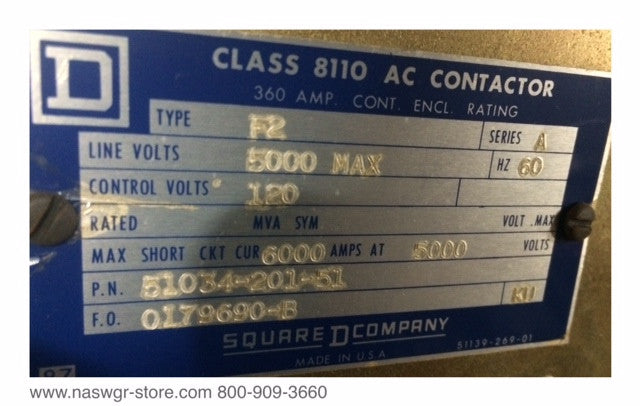 D
CLASS 8110 AC CONTACTOR
360 AMP. CONT. ENCL. RATING
TYPE F2 SERIES A
LINE VOLTS 5000 MAX HZ 60
CONTROL VOLTS 120
RATED MVA SYM VOLT .MAX
MAX SHORT CKT CUR 6000 AMPS AT 5000 VOLTS
P.N. 51034-201-51
F.O. 0179690-B KU
SQUARE D COMPANY
MADE IN U.S.A 51139-269-01
www.naswgr-store.com 800-909-3660